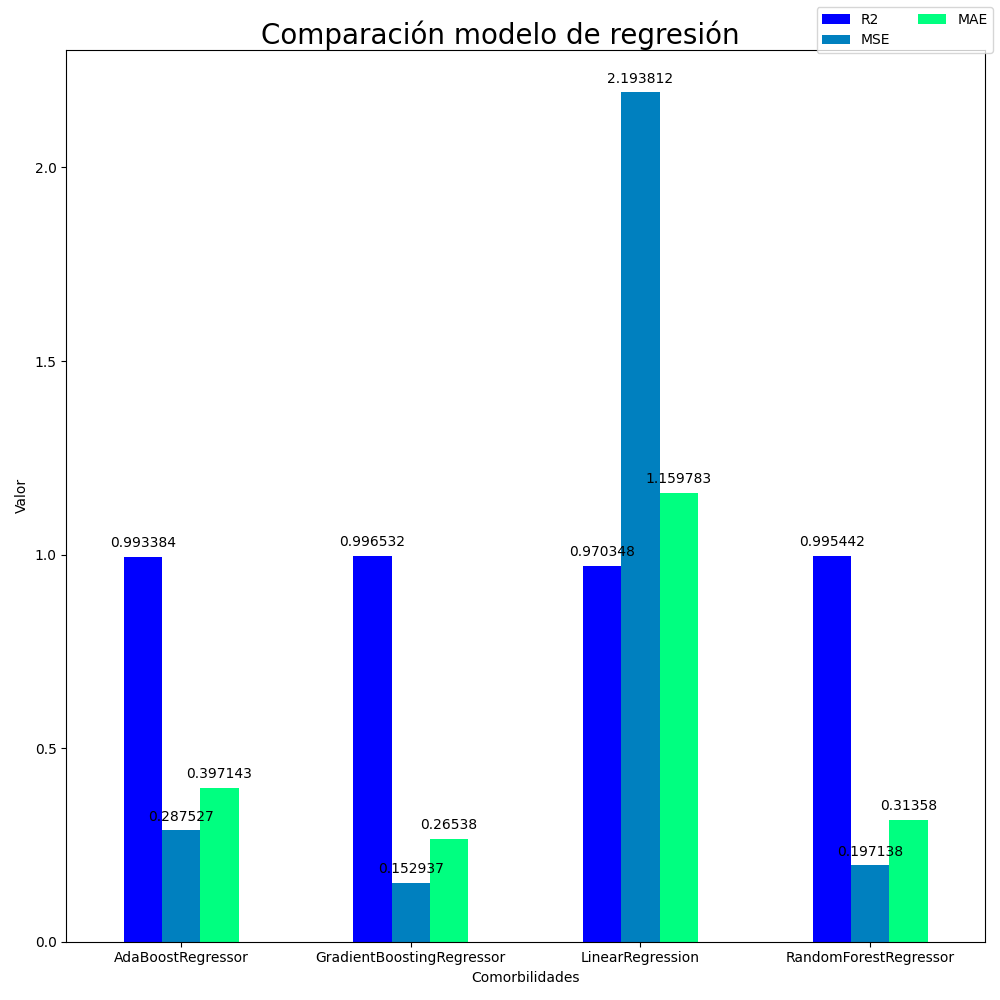 Comparación modelo de regresión
R2
MSE
MAE
Valor
2.0
1.5
1.0
0.5
0.0
0.993384
0.287527
0.397143
0.996532
0.152937
0.26538
0.970348
2.193812
1.159783
0.995442
0.197138
0.31358
AdaBoostRegressor
GradientBoostingRegressor
LinearRegression
RandomForestRegressor
Comorbilidades